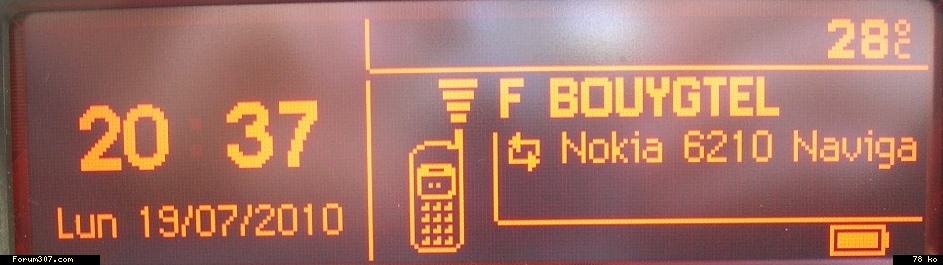 28°C
20:37
F BOUYGTEL
Nokia 6210 Naviga
Lun 19/07/2010
Forum307.com
78 ko